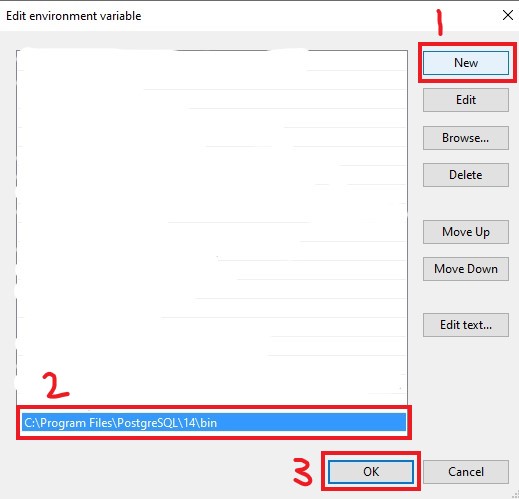 Edit environment variable
1
New
Edit
Browse...
Delete
Move Up
Move Down
Edit text...
2
C:\Program Files\PostgreSQL\14\bin
3
OK
Cancel